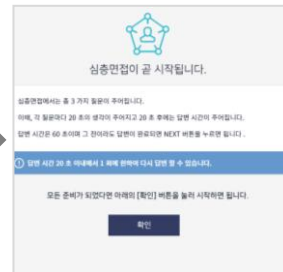 심층면접이 곧 시작됩니다.
심층면접에서는 총 3 가지 질문이 주어집니다.
이때, 각 질문마다 20 초의 생각이 주어지고 20 초 후에는 답변 시간이 주어집니다.
답변 시간은 60 초이며 그 전이라도 답변이 완료되면 NEXT 버튼을 누르면 됩니다 .
답변 시간 20 초 이내에서 1 회에 한하여 다시 답변 할 수 있습니다.
모든 준비가 되었다면 아래의 [확인] 버튼을 눌러 시작하면 됩니다.
확인